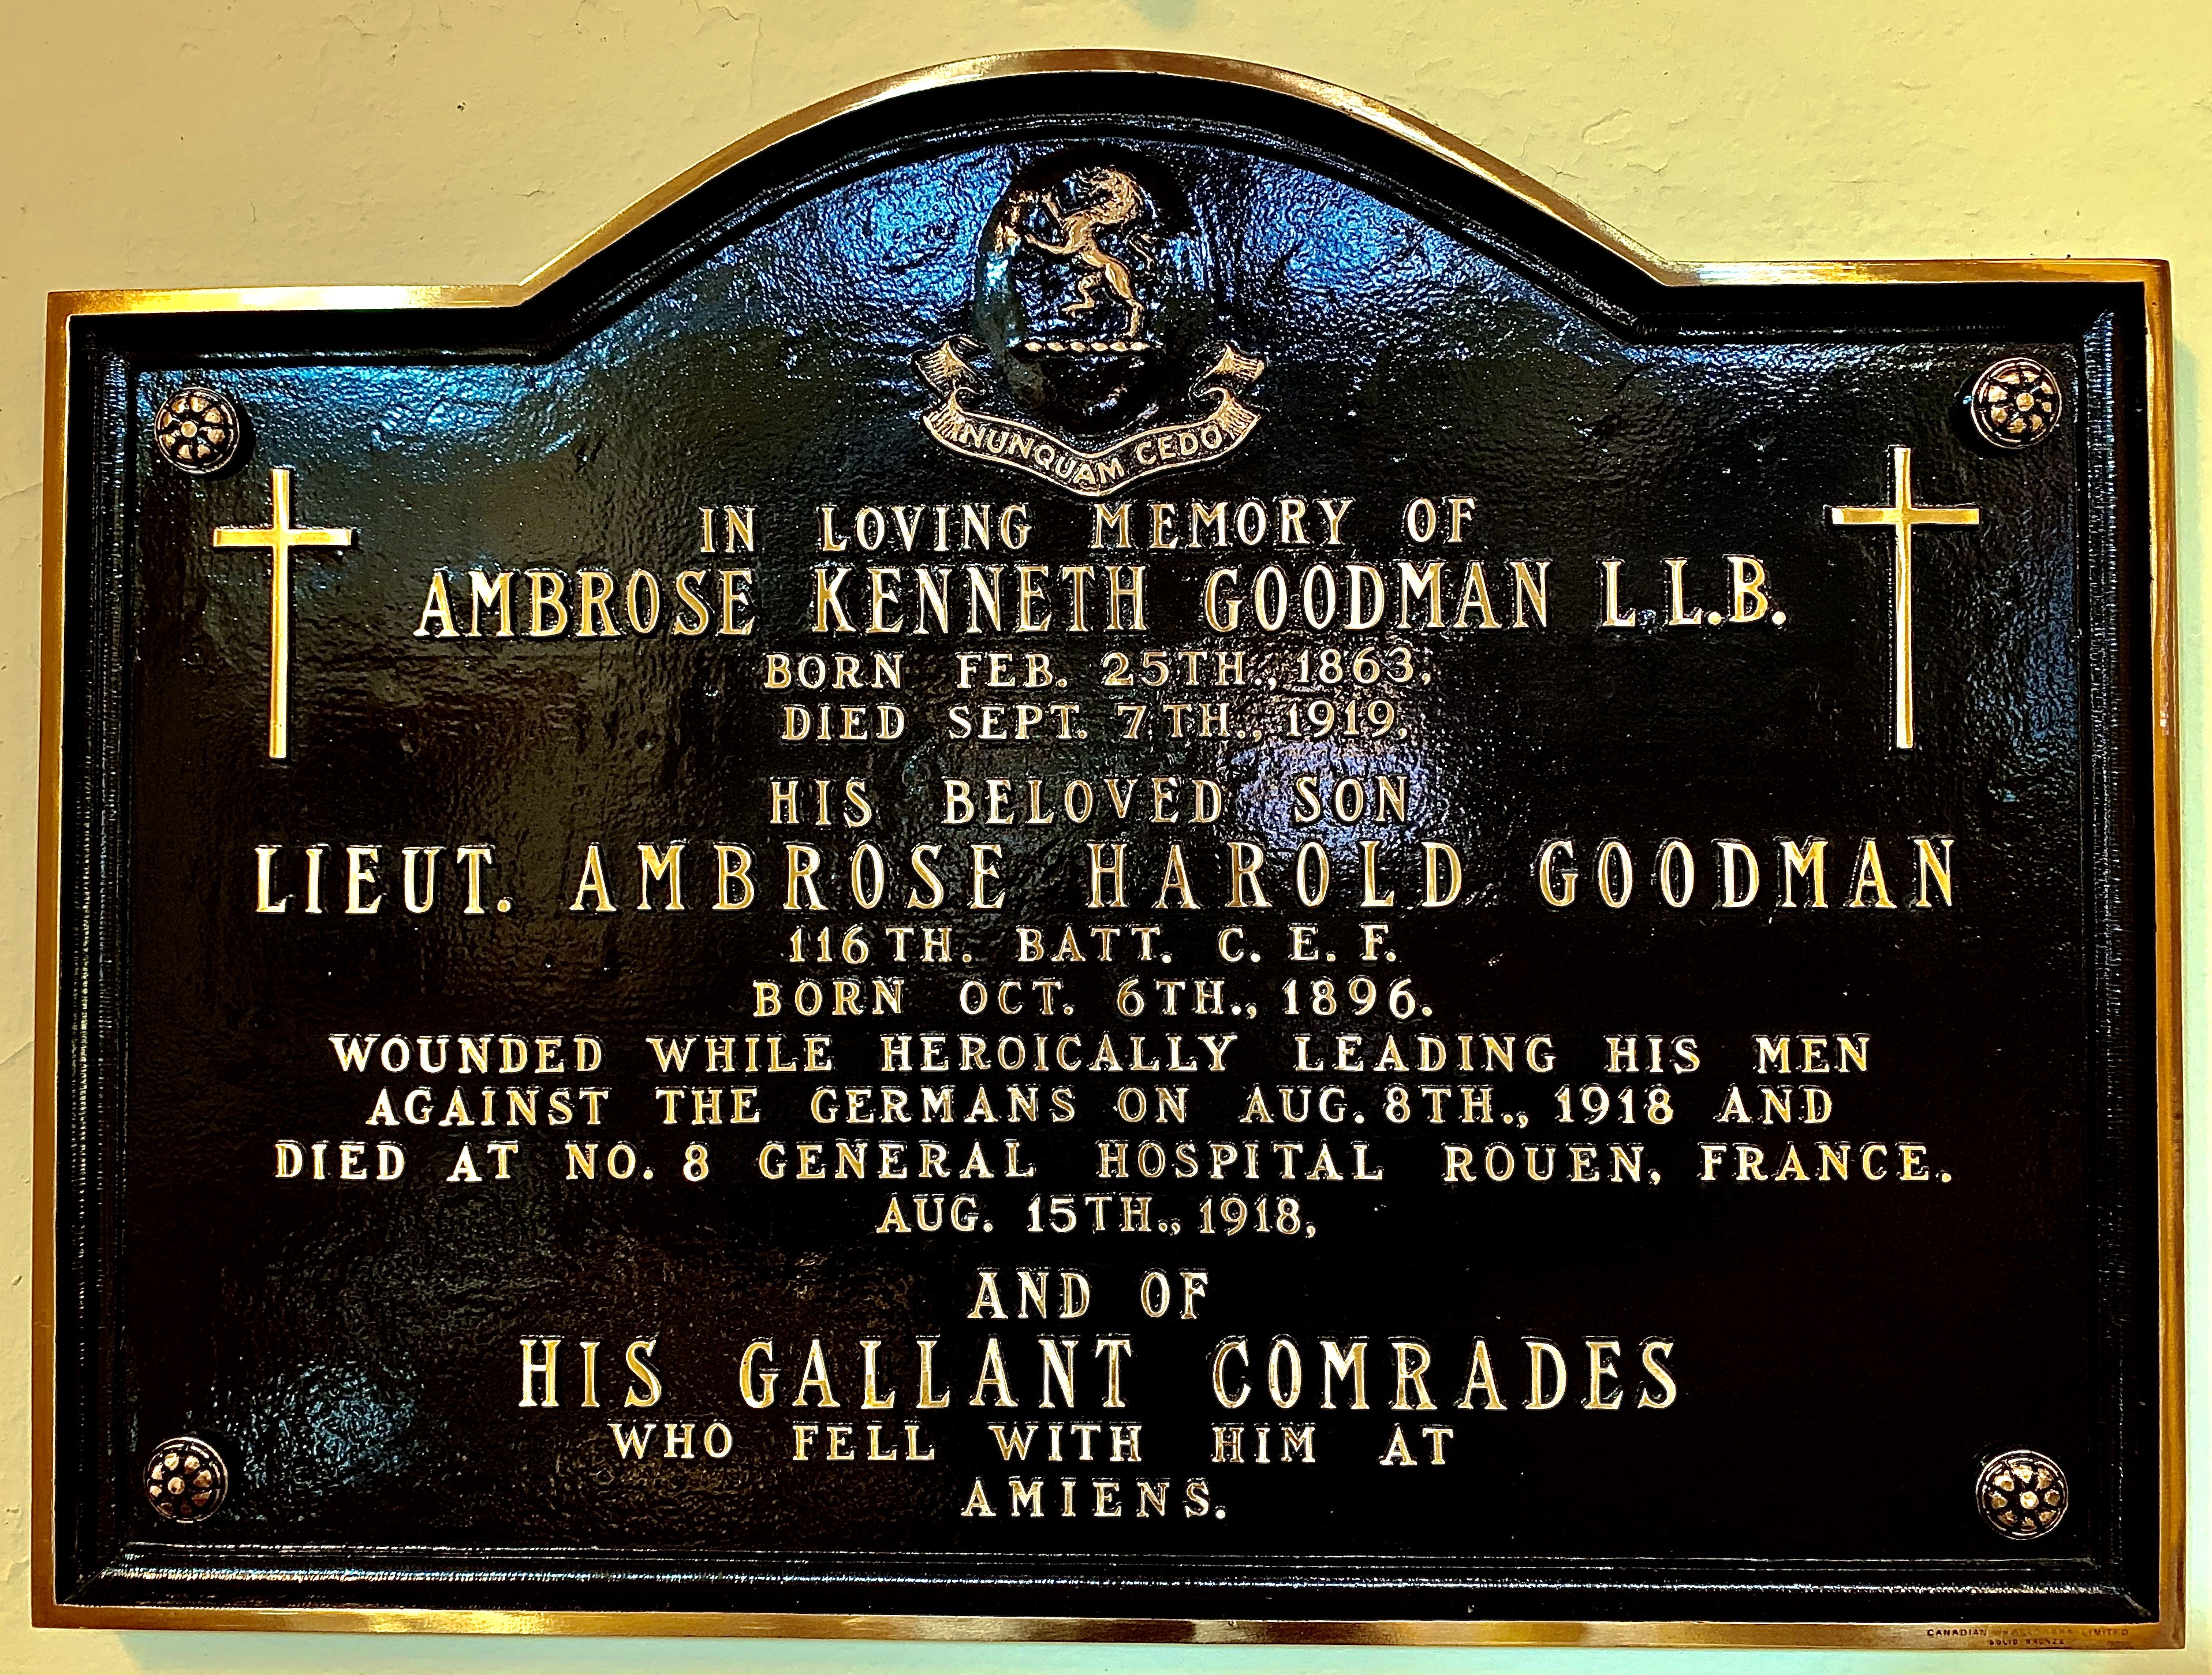 NUNQUAM CEDO
IN LOVING MEMORY OF
AMBROSE KENNETH GOODMAN L.L.B.
BORN FEB. 25TH., 1863,
DIED SEPT. 7TH., 1919.
HIS BELOVED SON
LIEUT. AMBROSE HAROLD GOODMAN
116TH. BATT. C. E. F.
BORN OCT. 6TH., 1896.
WOUNDED WHILE HEROICALLY LEADING HIS MEN
AGAINST THE GERMANS ON AUG. 8TH., 1918 AND
DIED AT NO. 8 GENERAL HOSPITAL ROUEN, FRANCE.
AUG. 15TH., 1918,
AND OF
HIS GALLANT COMRADES
WHO FELL WITH HIM AT
AMIENS.
CANADIAN LIMITED
SOLID BRONZE